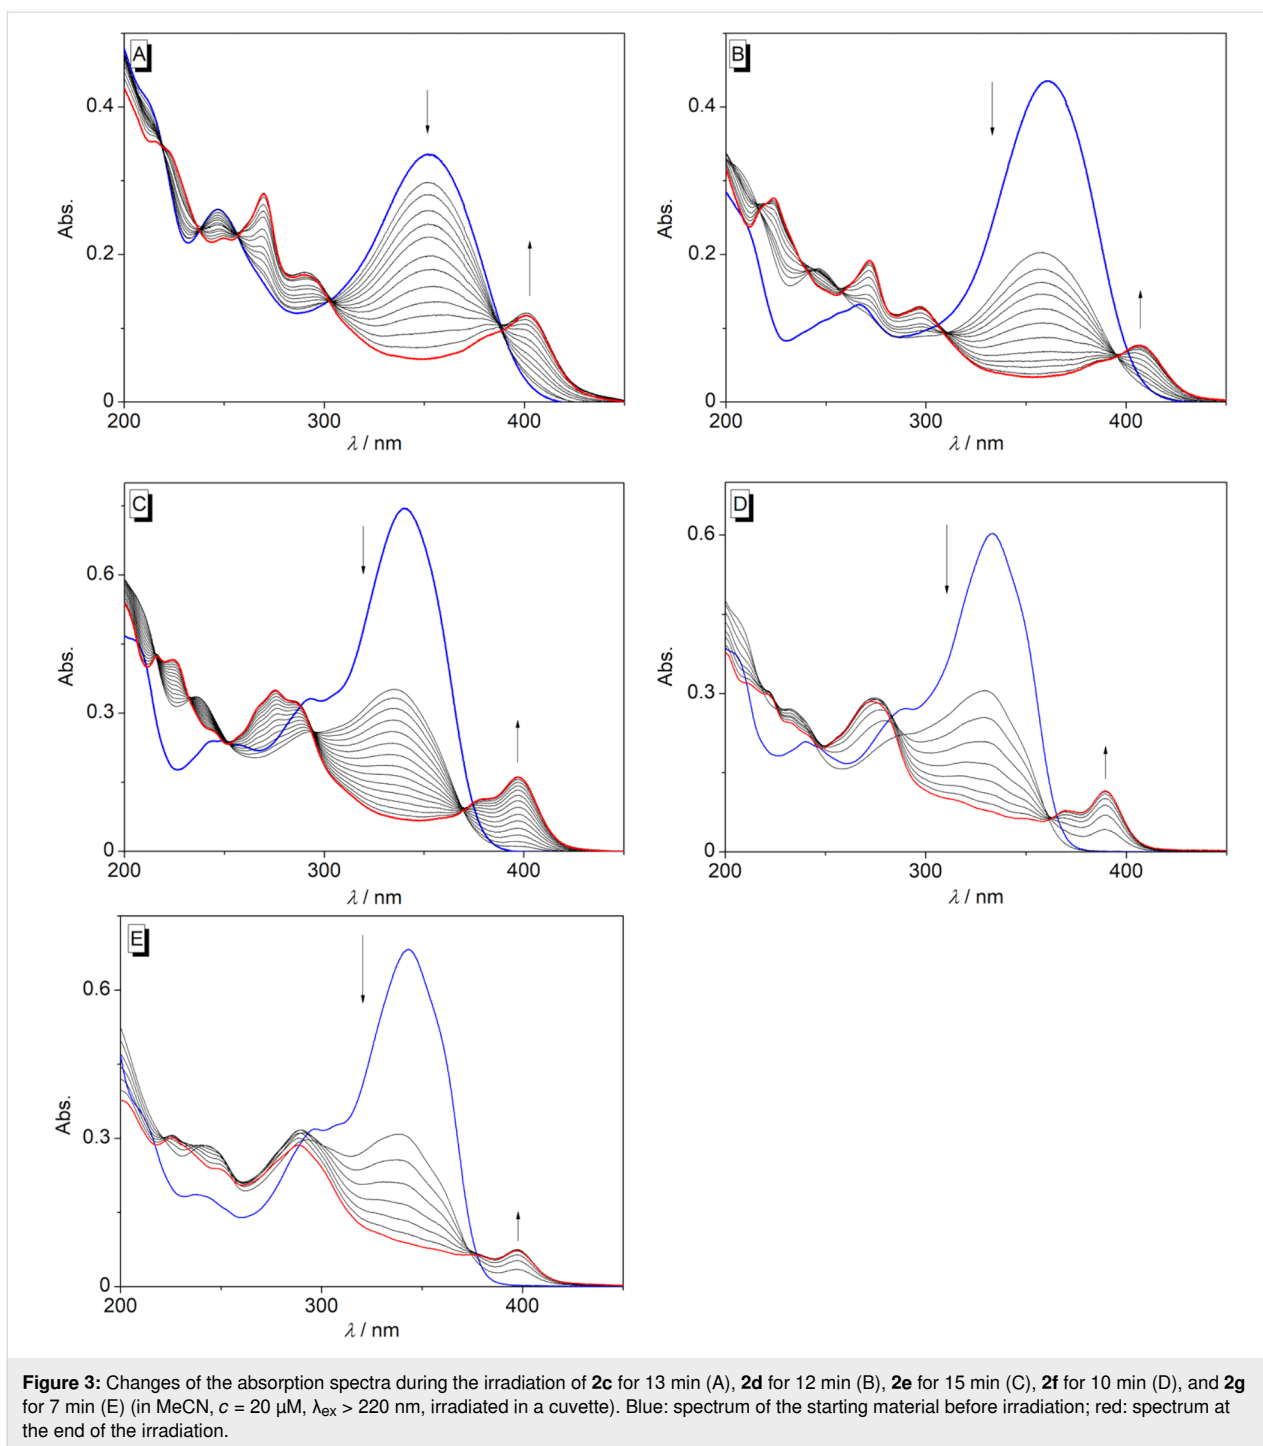 A
0.4
0.2
0
Abs.
200
300
400
λ / nm
B
0.4
0.2
0
Abs.
200
300
400
λ / nm
C
0.6
0.3
0
Abs.
200
300
400
λ / nm
D
0.6
0.3
0
Abs.
200
300
400
λ / nm
E
0.6
0.3
0
Abs.
200
300
400
λ / nm
Figure 3: Changes of the absorption spectra during the irradiation of 2c for 13 min (A), 2d for 12 min (B), 2e for 15 min (C), 2f for 10 min (D), and 2g
for 7 min (E) (in MeCN, c = 20 µM, λex > 220 nm, irradiated in a cuvette). Blue: spectrum of the starting material before irradiation; red: spectrum at
the end of the irradiation.